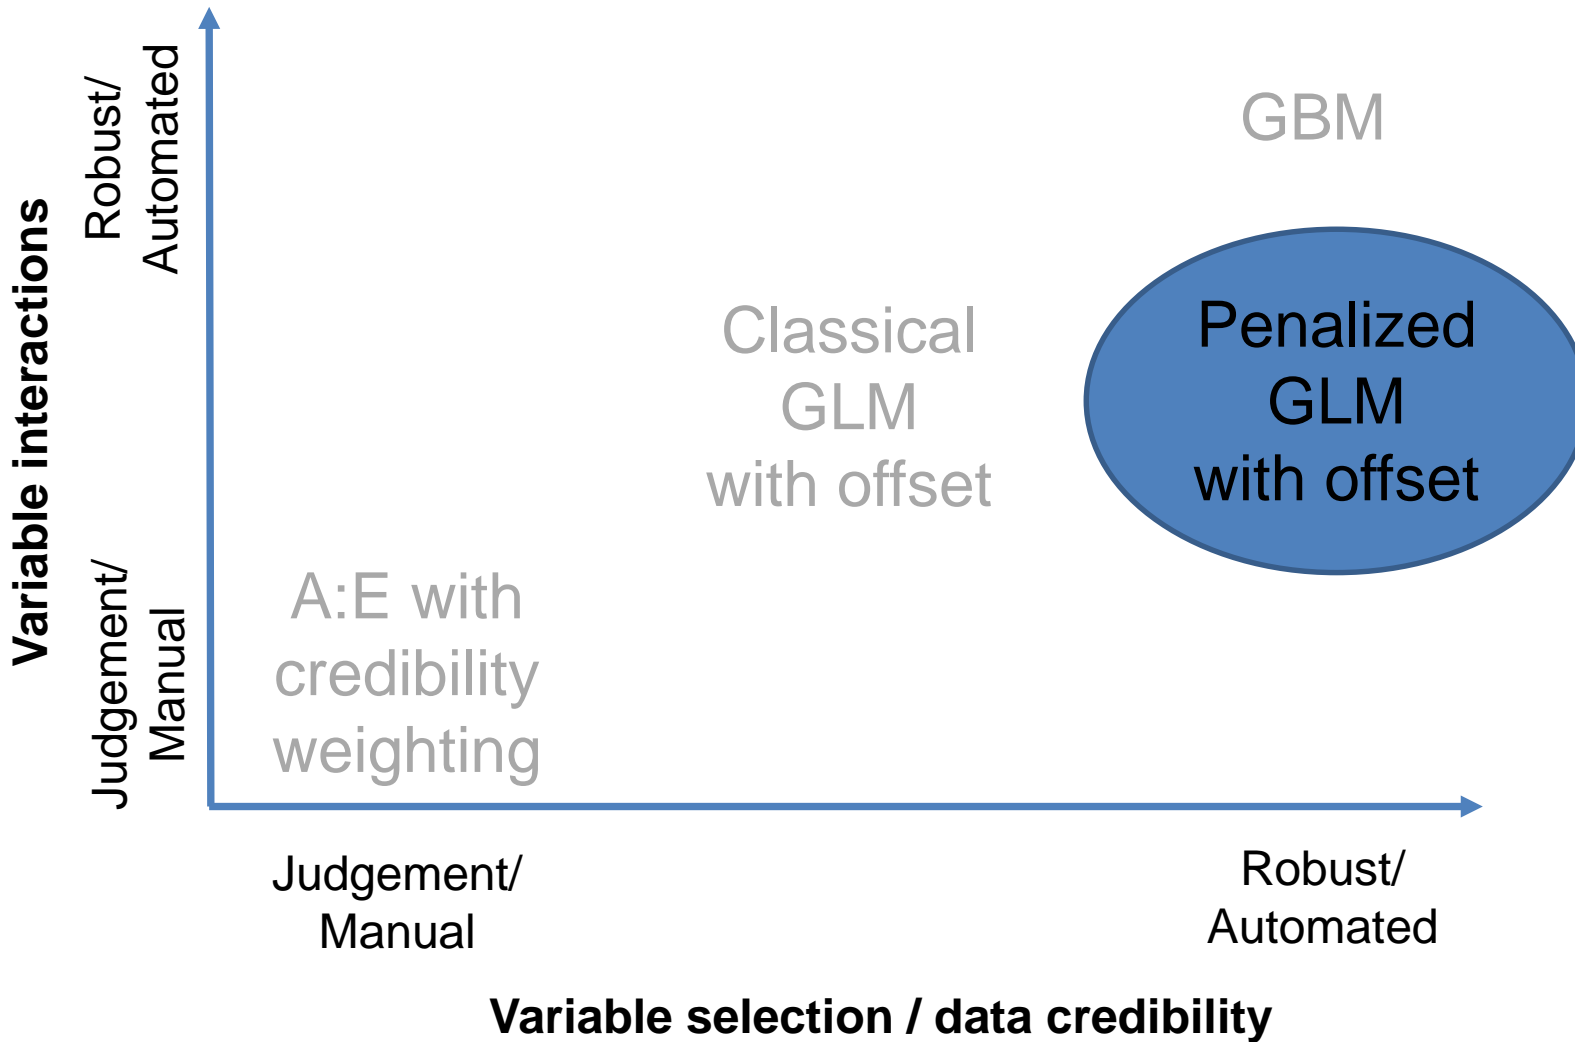 Variable interactions
Robust/
Automated
Judgement/
Manual
GBM
Classical
GLM
with offset
Penalized
GLM
with offset
A:E with
credibility
weighting
Judgement/
Manual
Robust/
Automated
Variable selection / data credibility